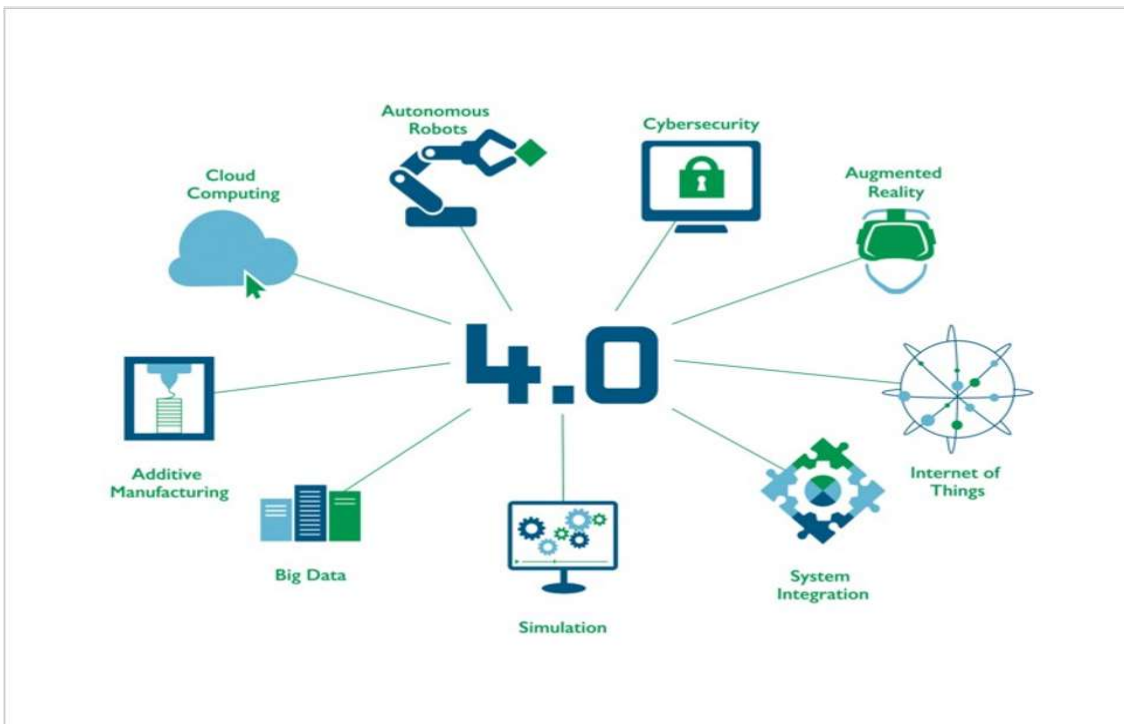 Autonomous
Robots
Cybersecurity
Cloud
Computing
Augmented
Reality
4.0
Additive
Manufacturing
Internet of
Things
Big Data
System
Integration
Simulation